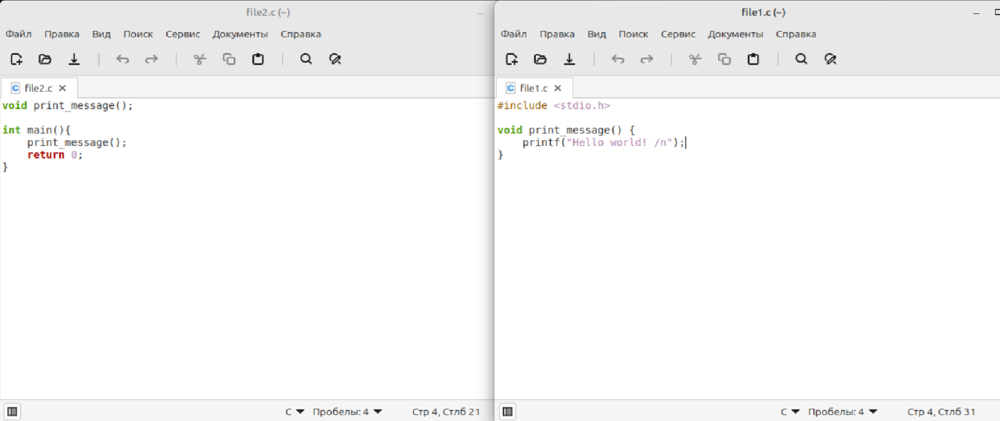 file2.c (~)
Файл Правка Вид Поиск Сервис Документы Справка
file2.c
void print_message();
int main(){
    print_message();
    return 0;
}
C Пробелы: 4 Стр 4, Стлб 21
file1.c (~)
Файл Правка Вид Поиск Сервис Документы Справка
file1.c
#include <stdio.h>
void print_message() {
    printf("Hello world! /n");
}
C Пробелы: 4 Стр 4, Стлб 31